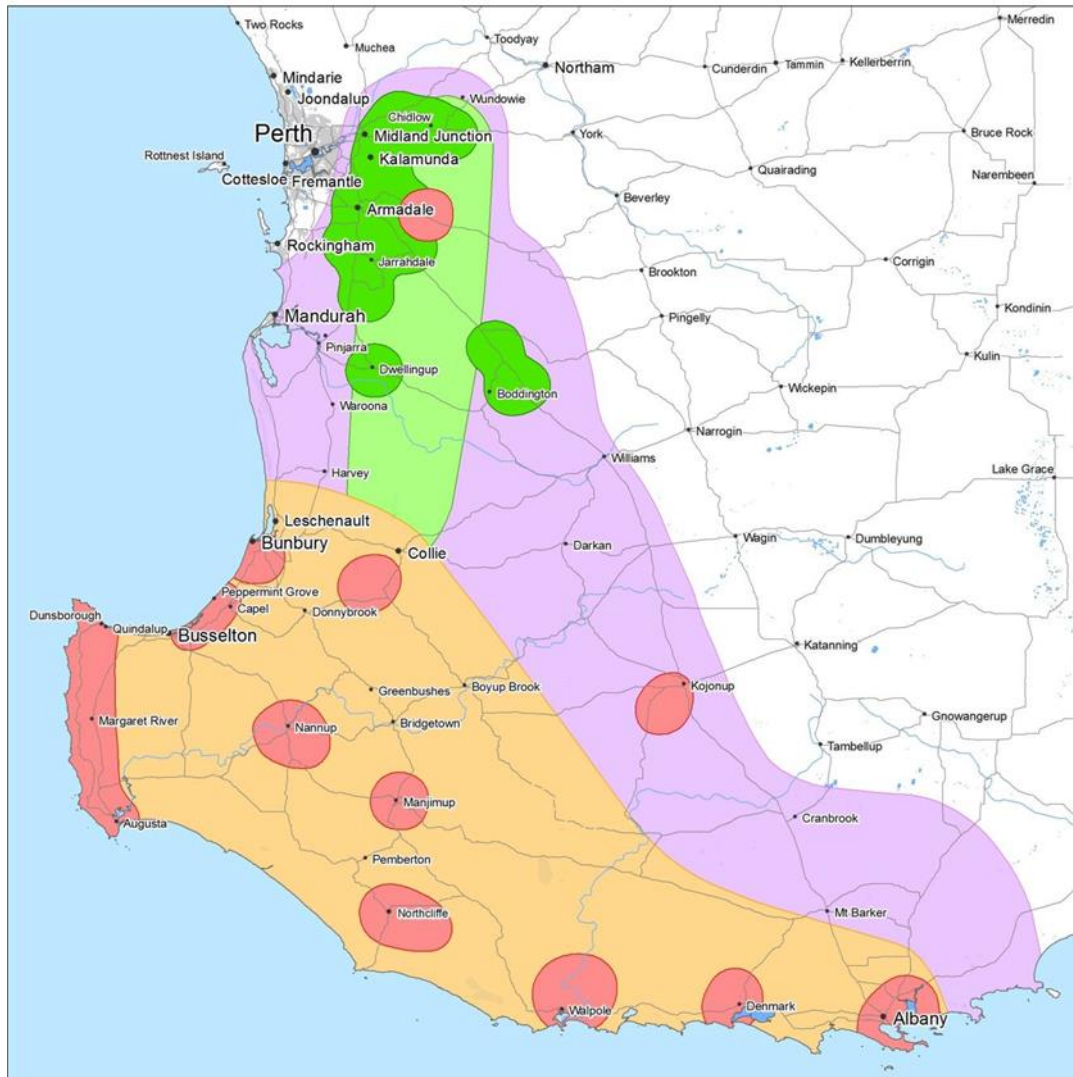 Two Rocks
Muchea
Toodyay
Merredin
Mindarie
Northam
Cunderdin
Tammin
Kellerberrin
Joondalup
Wundowie
Chidlow
Perth
Midland Junction
York
Bruce Rock
Rottnest Island
Kalamunda
Quairading
Narembeen
Cottesloe
Fremantle
Beverley
Armadale
Rockingham
Jarrahdale
Corrigin
Brookton
Mandurah
Kondinin
Pingelly
Pinjarra
Kulin
Dwellingup
Wickepin
Boddington
Waroona
Narrogin
Williams
Harvey
Lake Grace
Leschenault
Bunbury
Collie
Darkan
Wagin
Dumbleyung
Peppermint Grove
Capel
Donnybrook
Dunsborough
Quindalup
Busselton
Katanning
Greenbushes
Boyup Brook
Kojonup
Margaret River
Nannup
Bridgetown
Gnowangerup
Tambellup
Manjimup
Augusta
Cranbrook
Pemberton
Northcliffe
Mt Barker
Walpole
Denmark
Albany